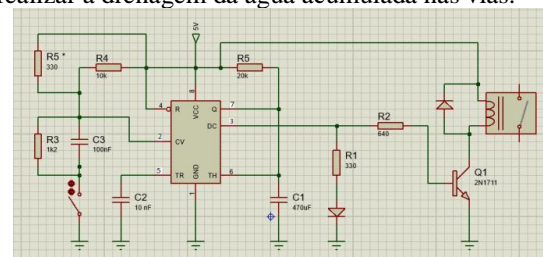 realizar a drenagem da água acumulada nas vias.
5V
R5 *
330
R4
10k
R5
20k
8
VCC
4
R
Q
7
DC
3
R2
640
2
CV
R3
1k2
C3
100nF
R1
330
Q1
2N1711
5
TR
GND
TH
6
1
C2
10 nF
C1
470uF